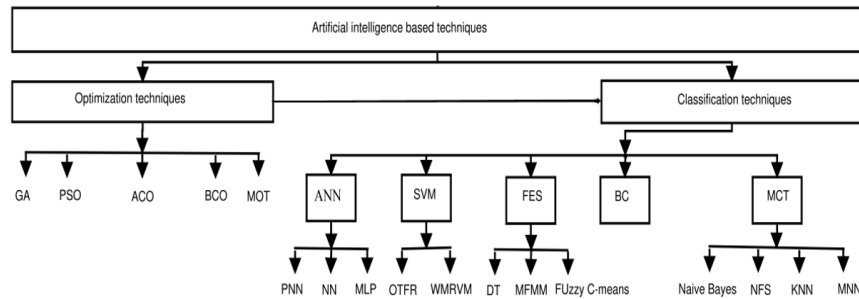 Artificial intelligence based techniques
Optimization techniques
Classification techniques
GA PSO ACO BCO MOT
ANN SVM FES BC MCT
PNN NN MLP OTFR WMRVM DT MFMM FUzzy C-means Naive Bayes NFS KNN MNN